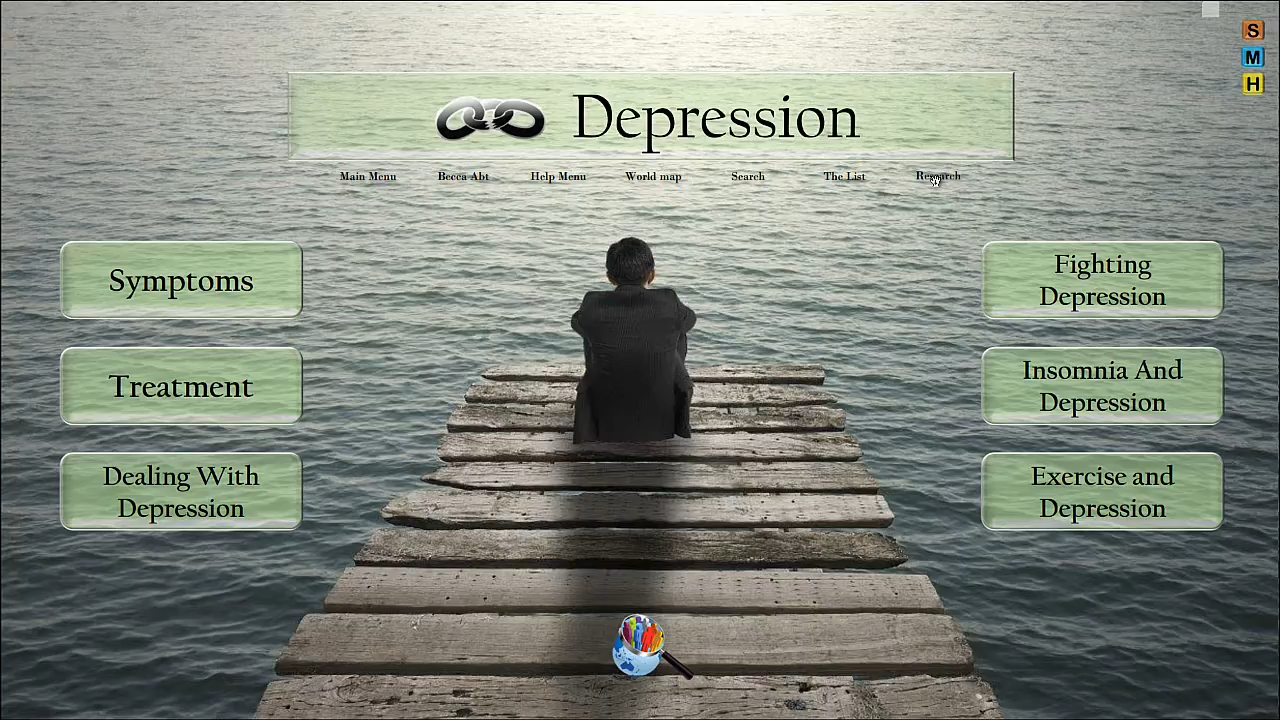 S
M
H
Depression
Main Menu
Becca Abt
Help Menu
World map
Search
The List
Research
Symptoms
Treatment
Dealing With
Depression
Fighting
Depression
Insomnia And
Depression
Exercise and
Depression